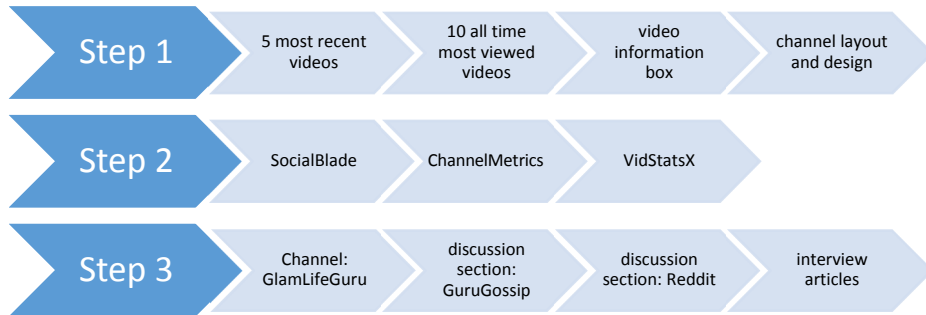 Step 1
5 most recent
videos
10 all time
most viewed
videos
video
information
box
channel layout
and design
Step 2
SocialBlade
ChannelMetrics
VidStatsX
Step 3
Channel:
GlamLifeGuru
discussion
section:
GuruGossip
discussion
section: Reddit
interview
articles